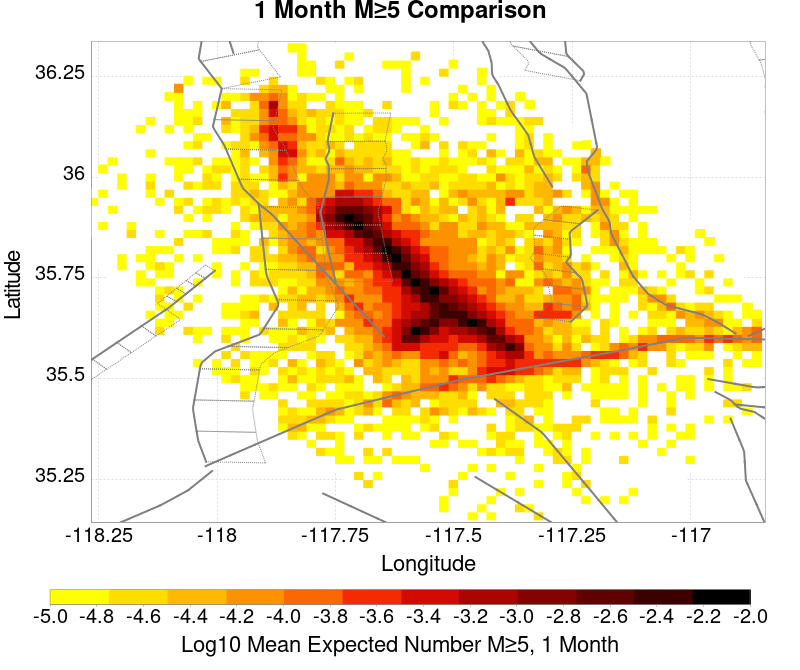 1 Month M≥5 Comparison
36.25
36
35.75
35.5
35.25
Latitude
-118.25 -118 -117.75 -117.5 -117.25 -117
Longitude
-5.0 -4.8 -4.6 -4.4 -4.2 -4.0 -3.8 -3.6 -3.4 -3.2 -3.0 -2.8 -2.6 -2.4 -2.2 -2.0
Log10 Mean Expected Number M≥5, 1 Month